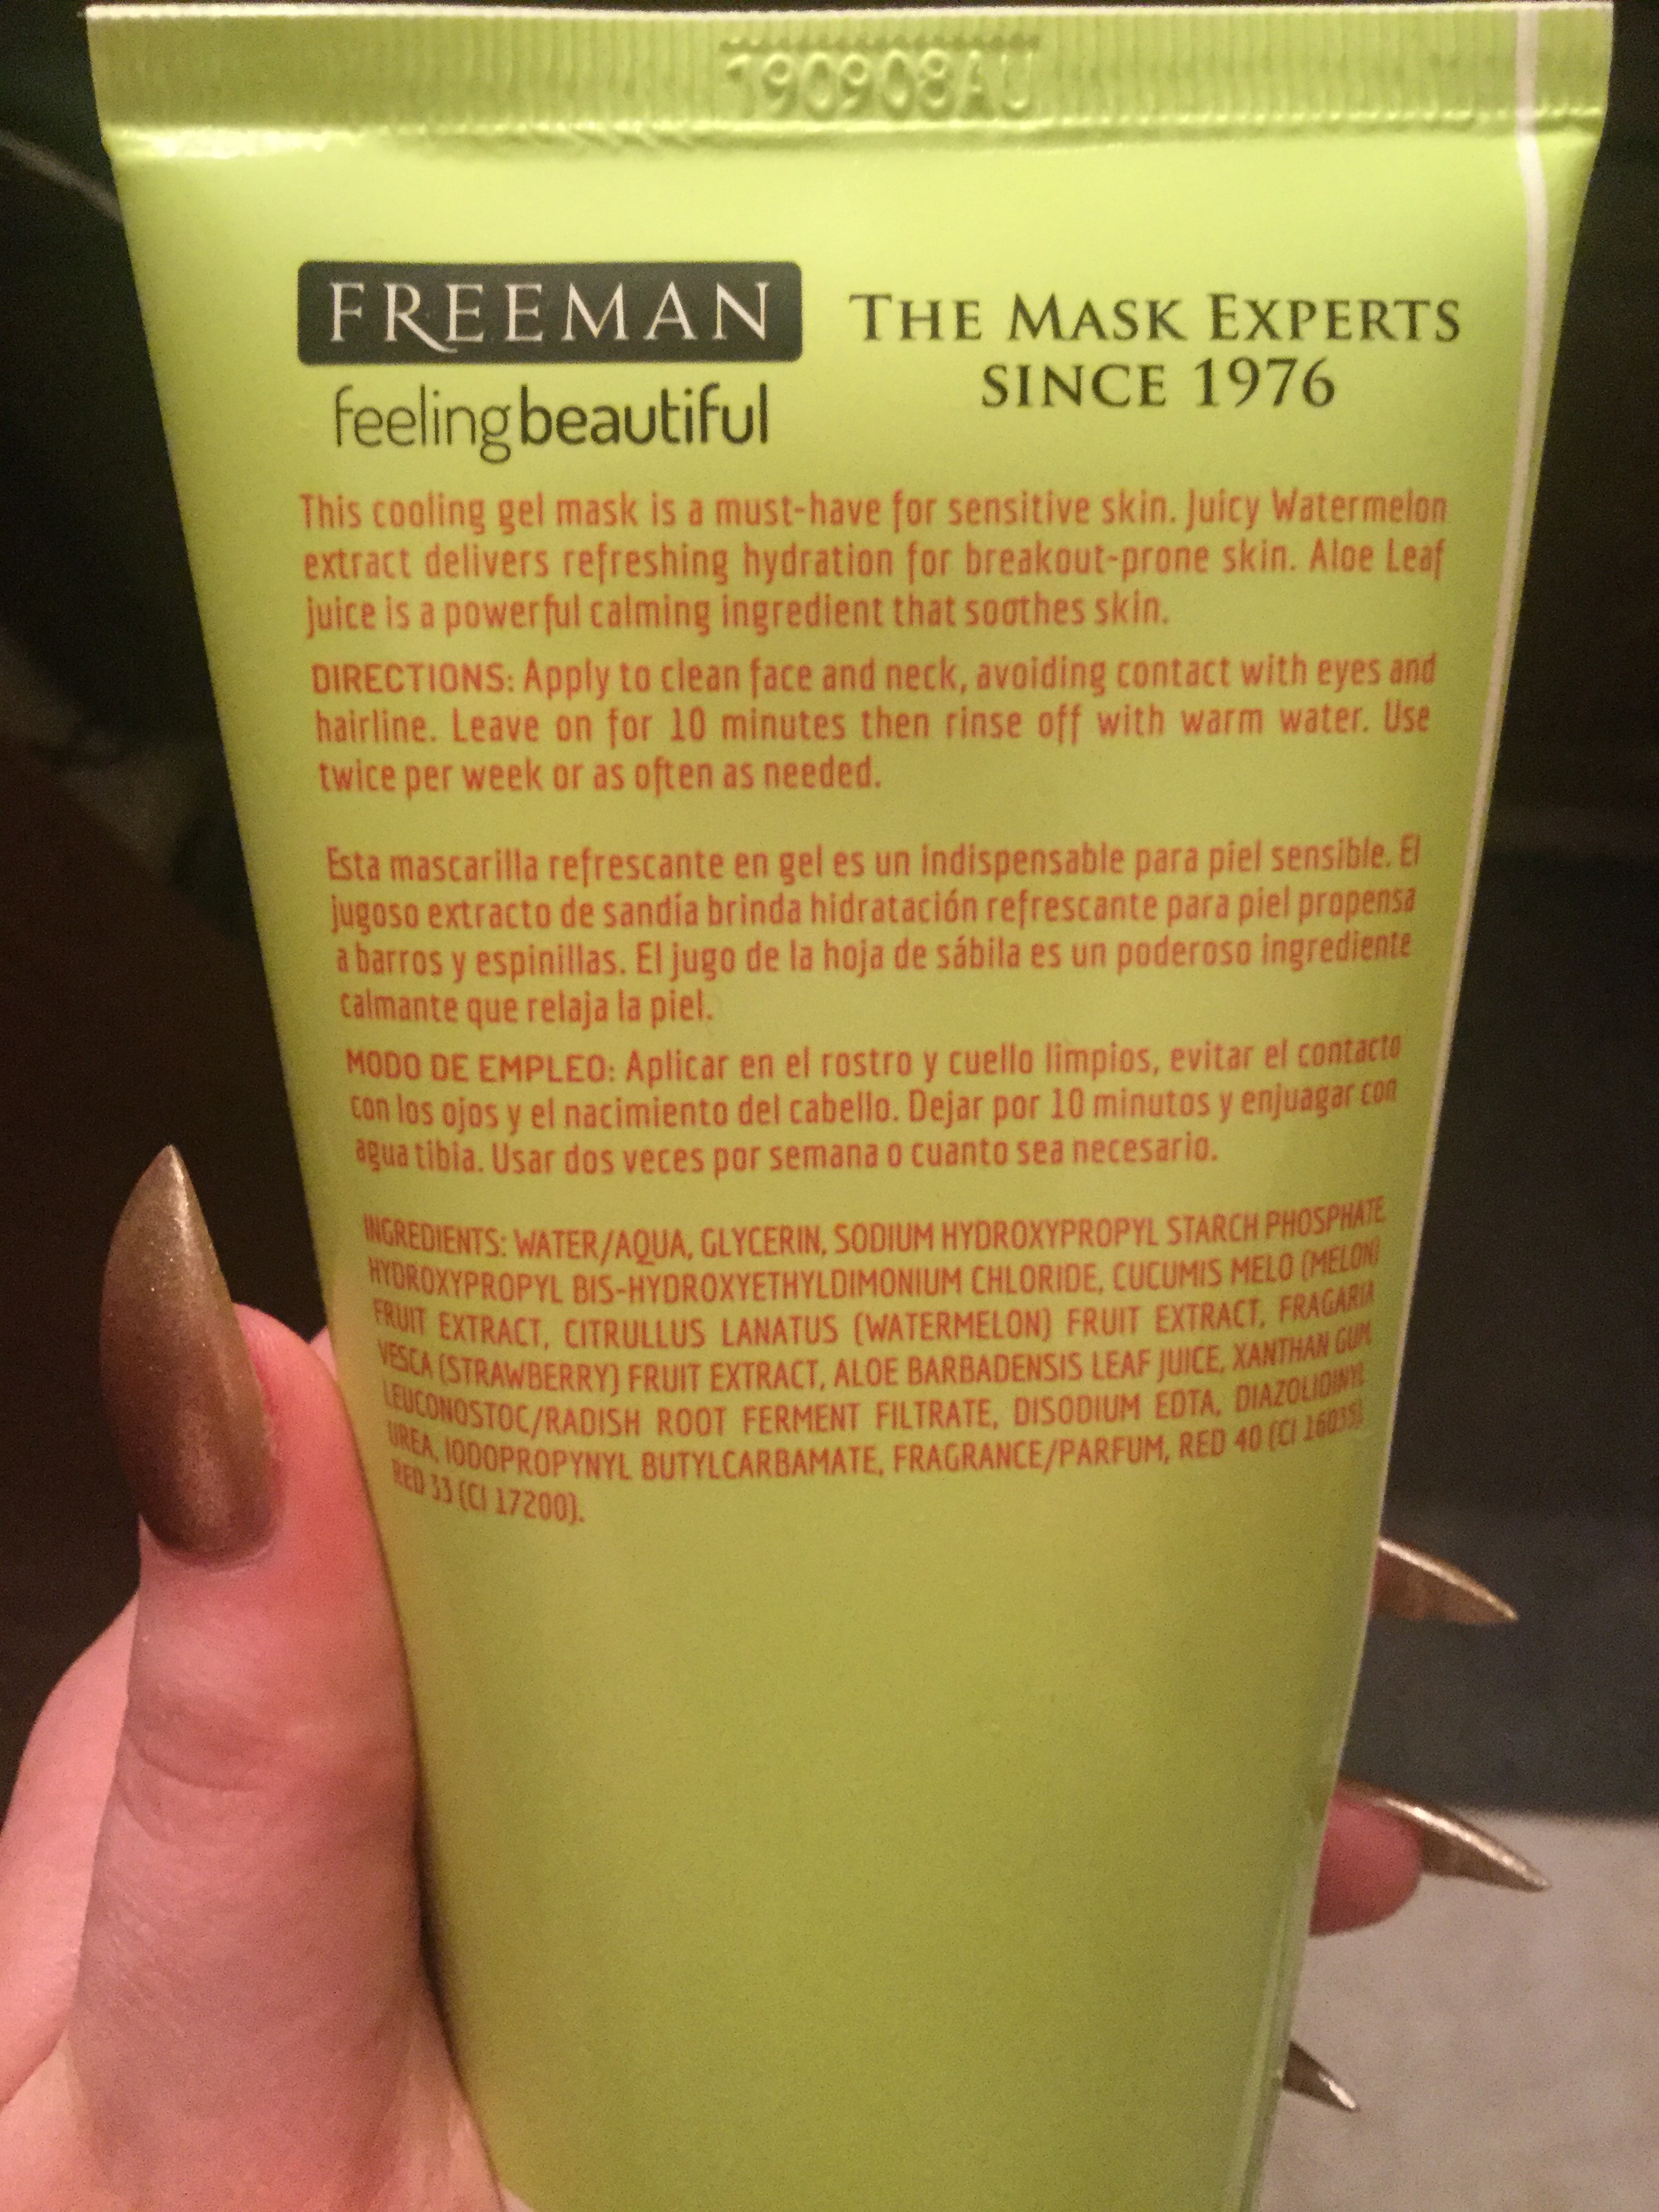 190908AU
FREEMAN
feelingbeautiful
THE MASK EXPERTS
SINCE 1976
This cooling gel mask is a must-have for sensitive skin. Juicy Watermelon
extract delivers refreshing hydration for breakout-prone skin. Aloe Leaf
juice is a powerful calming ingredient that soothes skin.
DIRECTIONS: Apply to clean face and neck, avoiding contact with eyes and
hairline. Leave on for 10 minutes then rinse off with warm water. Use
twice per week or as often as needed.
Esta mascarilla refrescante en gel es un indispensable para piel sensible. El
jugoso extracto de sandía brinda hidratación refrescante para piel propensa
a barros y espinillas. El jugo de la hoja de sábila es un poderoso ingrediente
calmante que relaja la piel.
MODO DE EMPLEO: Aplicar en el rostro y cuello limpios, evitar el contacto
con los ojos y el nacimiento del cabello. Dejar por 10 minutos y enjuagar con
agua tibia. Usar dos veces por semana o cuanto sea necesario.
INGREDIENTS: WATER/AQUA, GLYCERIN, SODIUM HYDROXYPROPYL STARCH PHOSPHATE,
HYDROXYPROPYL BIS-HYDROXYETHYLDIMONIUM CHLORIDE, CUCUMIS MELO (MELON)
FRUIT EXTRACT, CITRULLUS LANATUS (WATERMELON) FRUIT EXTRACT, FRAGARIA
VESCA (STRAWBERRY) FRUIT EXTRACT, ALOE BARBADENSIS LEAF JUICE, XANTHAN GUM,
LEUCONOSTOC/RADISH ROOT FERMENT FILTRATE, DISODIUM EDTA, DIAZOLIDINYL
UREA, IODOPROPYNYL BUTYLCARBAMATE, FRAGRANCE/PARFUM, RED 40 (CI 16035),
RED 33 (CI 17200).